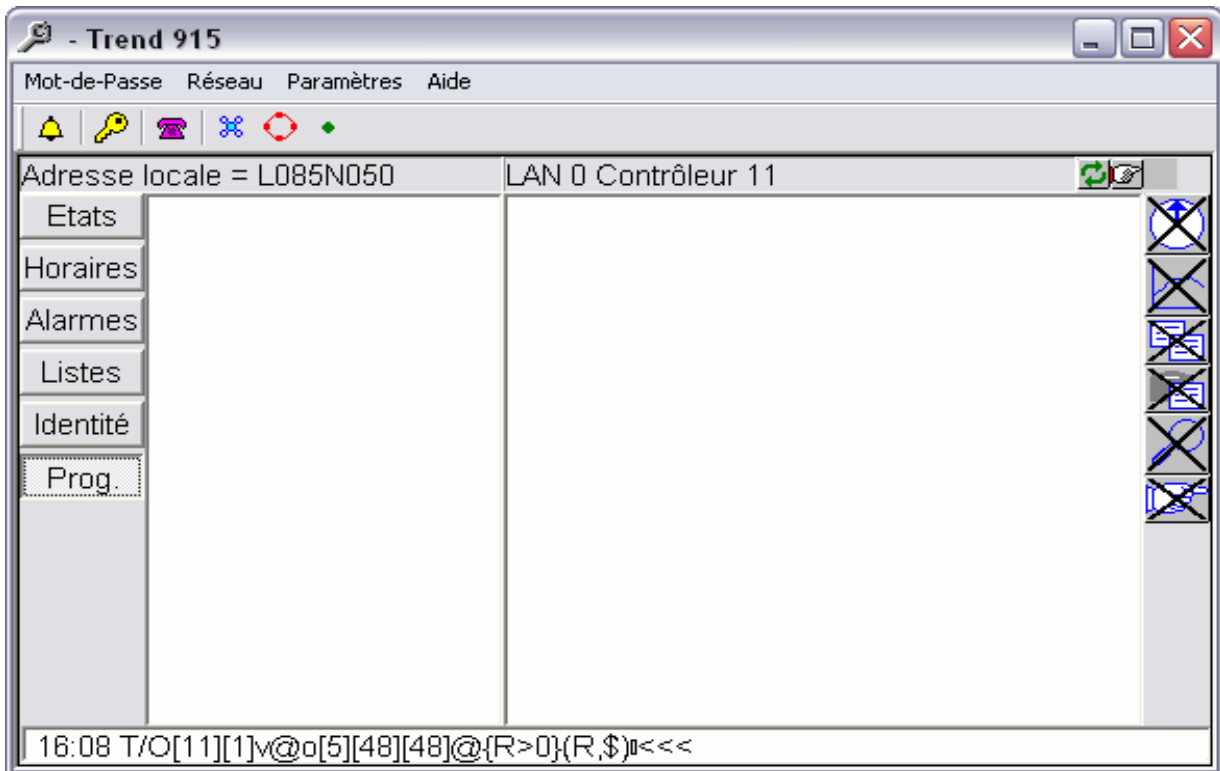 - Trend 915
Mot-de-Passe Réseau Paramètres Aide
Adresse locale = L085N050 LAN 0 Contrôleur 11
Etats
Horaires
Alarmes
Listes
Identité
Prog.
16:08 T/O[11][1]v@o[5][48][48]@{R>0}(R,$)▯<<<